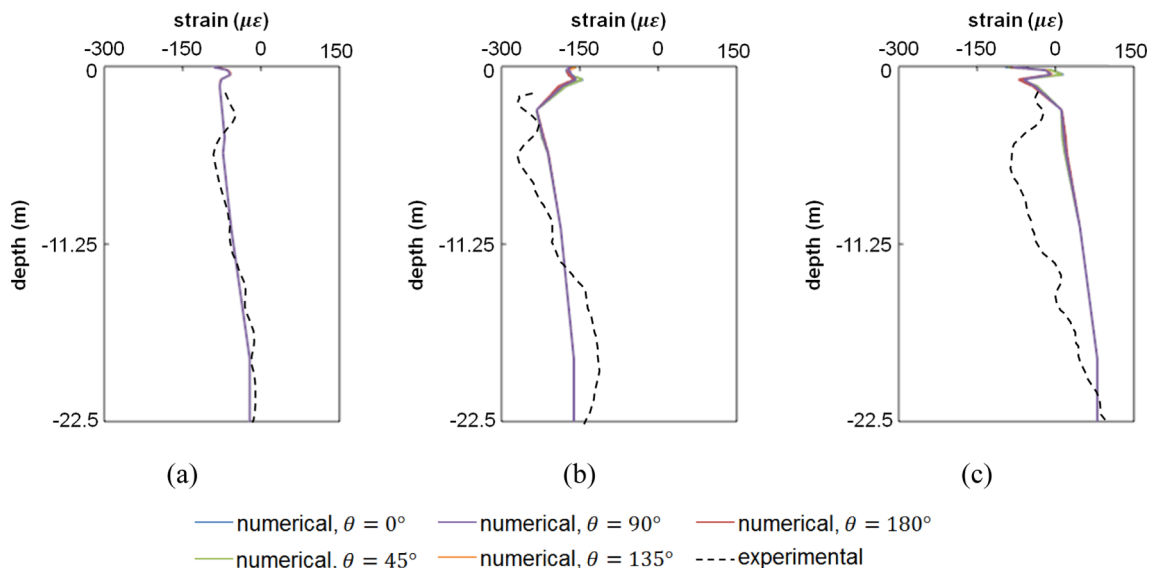 strain (με)
-300 -150 0 150
0
depth (m)
-11.25
-22.5
(a)
strain (με)
-300 -150 0 150
0
depth (m)
-11.25
-22.5
(b)
strain (με)
-300 -150 0 150
0
depth (m)
-11.25
-22.5
(c)
numerical, θ = 0° numerical, θ = 90° numerical, θ = 180°
numerical, θ = 45° numerical, θ = 135° experimental